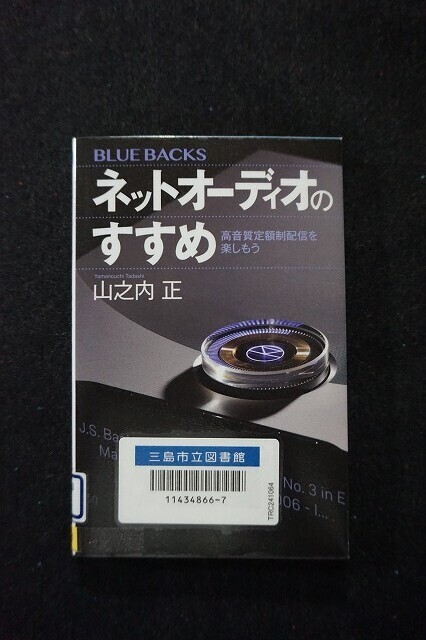 BLUE BACKS
ネットオーディオの
すすめ
高音質定額制配信を
楽しもう
Yamanouchi Tadashi
山之内 正
J.S. Ba
Ma
No. 3 in E
006 - I...
三島市立図書館
11434866-7
TRC241064